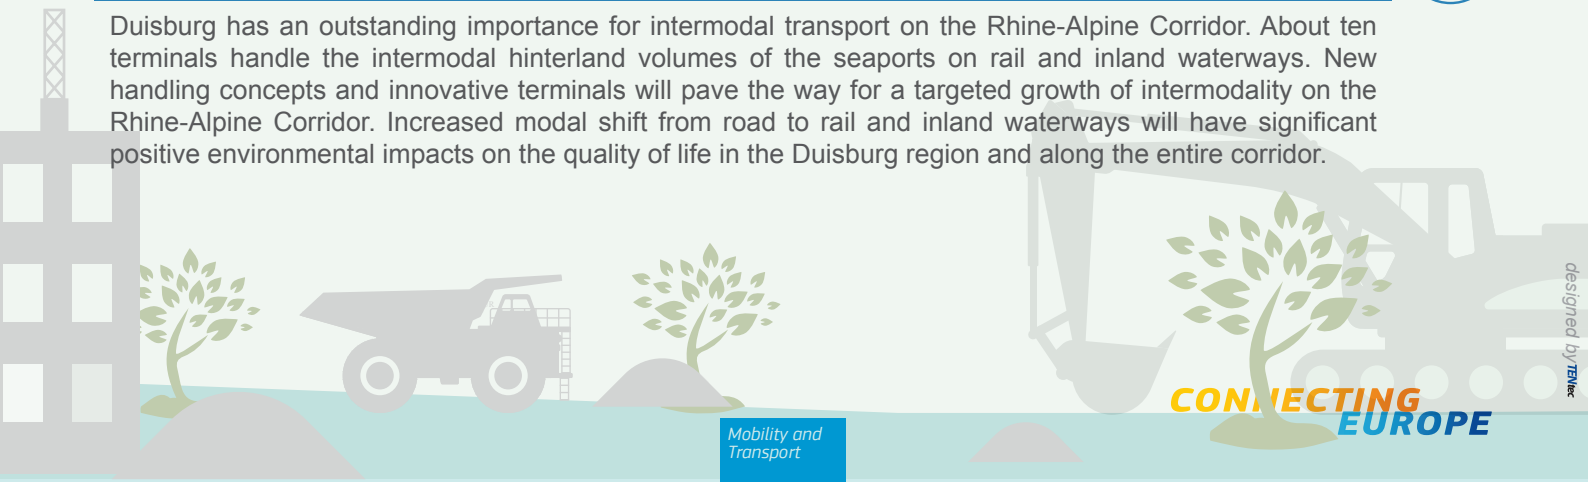 Duisburg has an outstanding importance for intermodal transport on the Rhine-Alpine Corridor. About ten
terminals handle the intermodal hinterland volumes of the seaports on rail and inland waterways. New
handling concepts and innovative terminals will pave the way for a targeted growth of intermodality on the
Rhine-Alpine Corridor. Increased modal shift from road to rail and inland waterways will have significant
positive environmental impacts on the quality of life in the Duisburg region and along the entire corridor.
designed by TENtec
CONNECTING
EUROPE
Mobility and
Transport